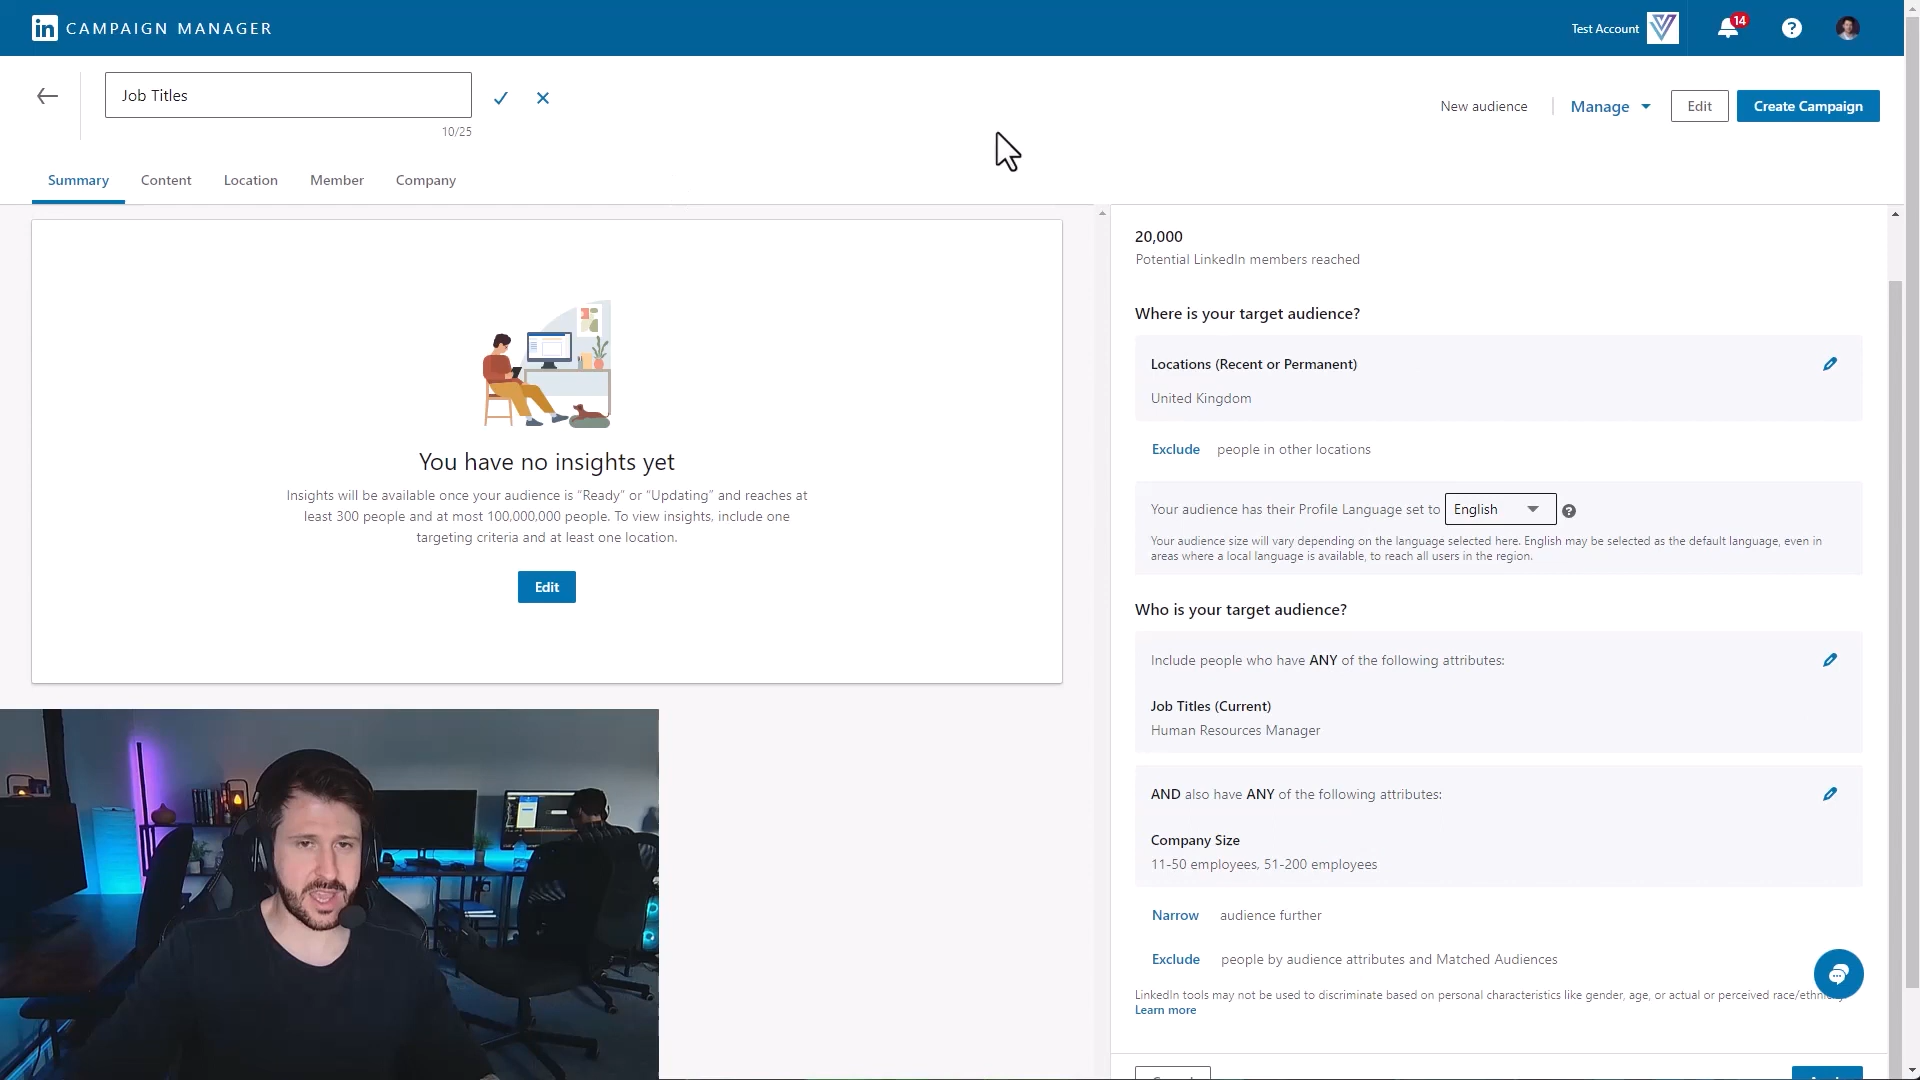 in CAMPAIGN MANAGER
Test Account
14
?
Job Titles
10/25
New audience
Manage
Edit
Create Campaign
Summary
Content
Location
Member
Company
You have no insights yet
Insights will be available once your audience is “Ready” or “Updating” and reaches at
least 300 people and at most 100,000,000 people. To view insights, include one
targeting criteria and at least one location.
Edit
20,000
Potential LinkedIn members reached
Where is your target audience?
Locations (Recent or Permanent)
United Kingdom
Exclude people in other locations
Your audience has their Profile Language set to English ?
Your audience size will vary depending on the language selected here. English may be selected as the default language, even in
areas where a local language is available, to reach all users in the region.
Who is your target audience?
Include people who have ANY of the following attributes:
Job Titles (Current)
Human Resources Manager
AND also have ANY of the following attributes:
Company Size
11-50 employees, 51-200 employees
Narrow audience further
Exclude people by audience attributes and Matched Audiences
LinkedIn tools may not be used to discriminate based on personal characteristics like gender, age, or actual or perceived
Learn more